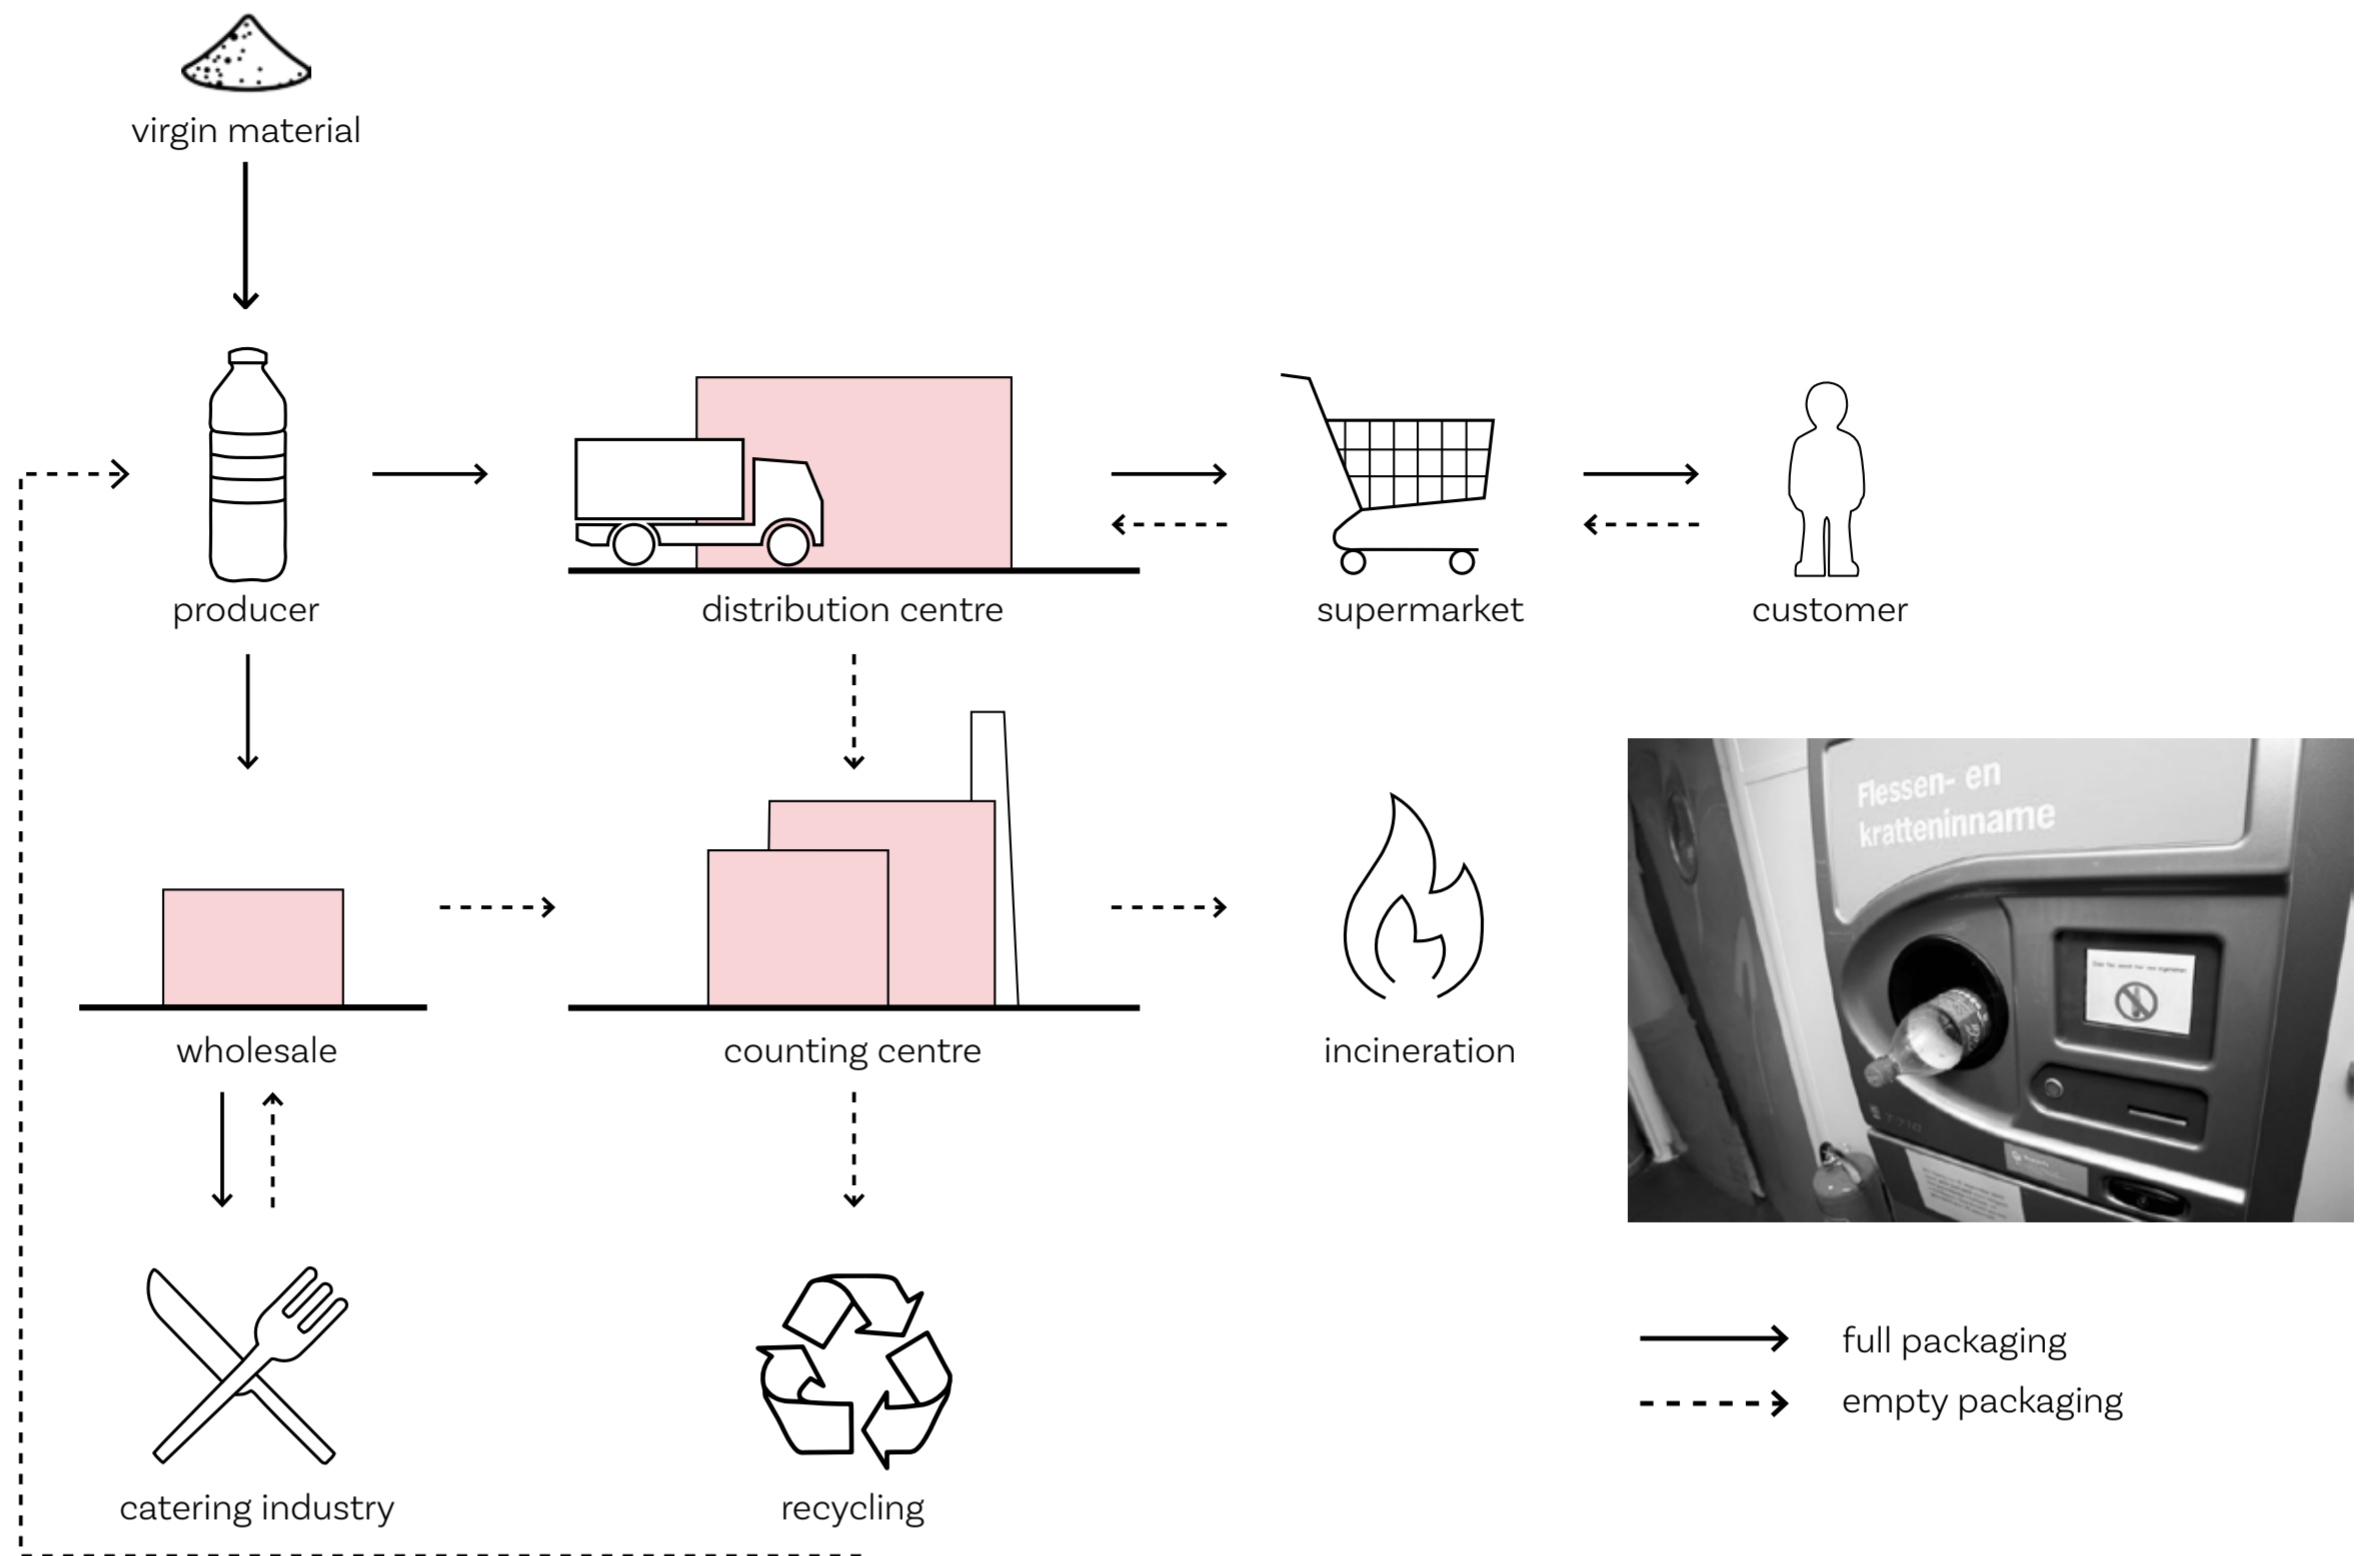 virgin material
producer
distribution centre
supermarket
customer
Flessen- en
kratteninname
wholesale
counting centre
incineration
full packaging
empty packaging
catering industry
recycling